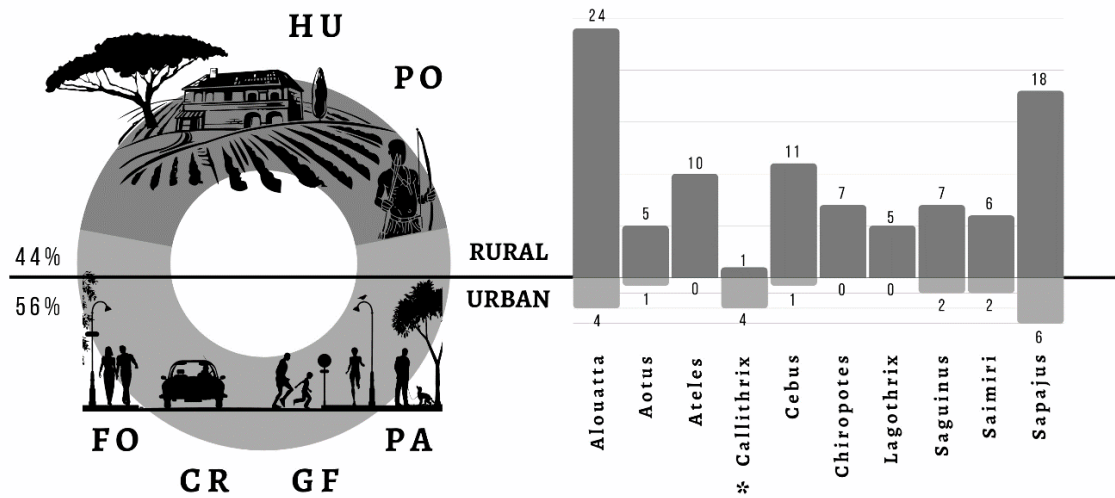 HU
PO
44%
56%
RURAL
URBAN
FO
PA
CR
GF
24
5
10
1
11
7
5
7
6
18
4
1
0
4
1
0
0
2
2
6
Alouatta
Aotus
Ateles
* Callithrix
Cebus
Chiropotes
Lagothrix
Saguinus
Saimiri
Sapajus